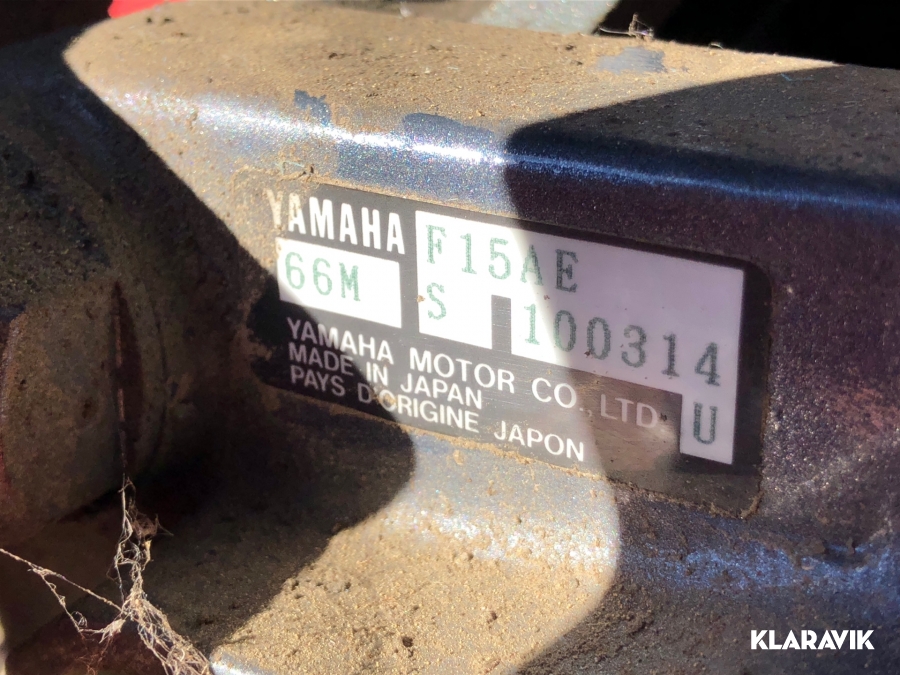 YAMAHA F15AE
66M S 100314
YAMAHA MOTOR CO., LTD. U
MADE IN JAPAN
PAYS D'ORIGINE JAPON
KLARAVIK